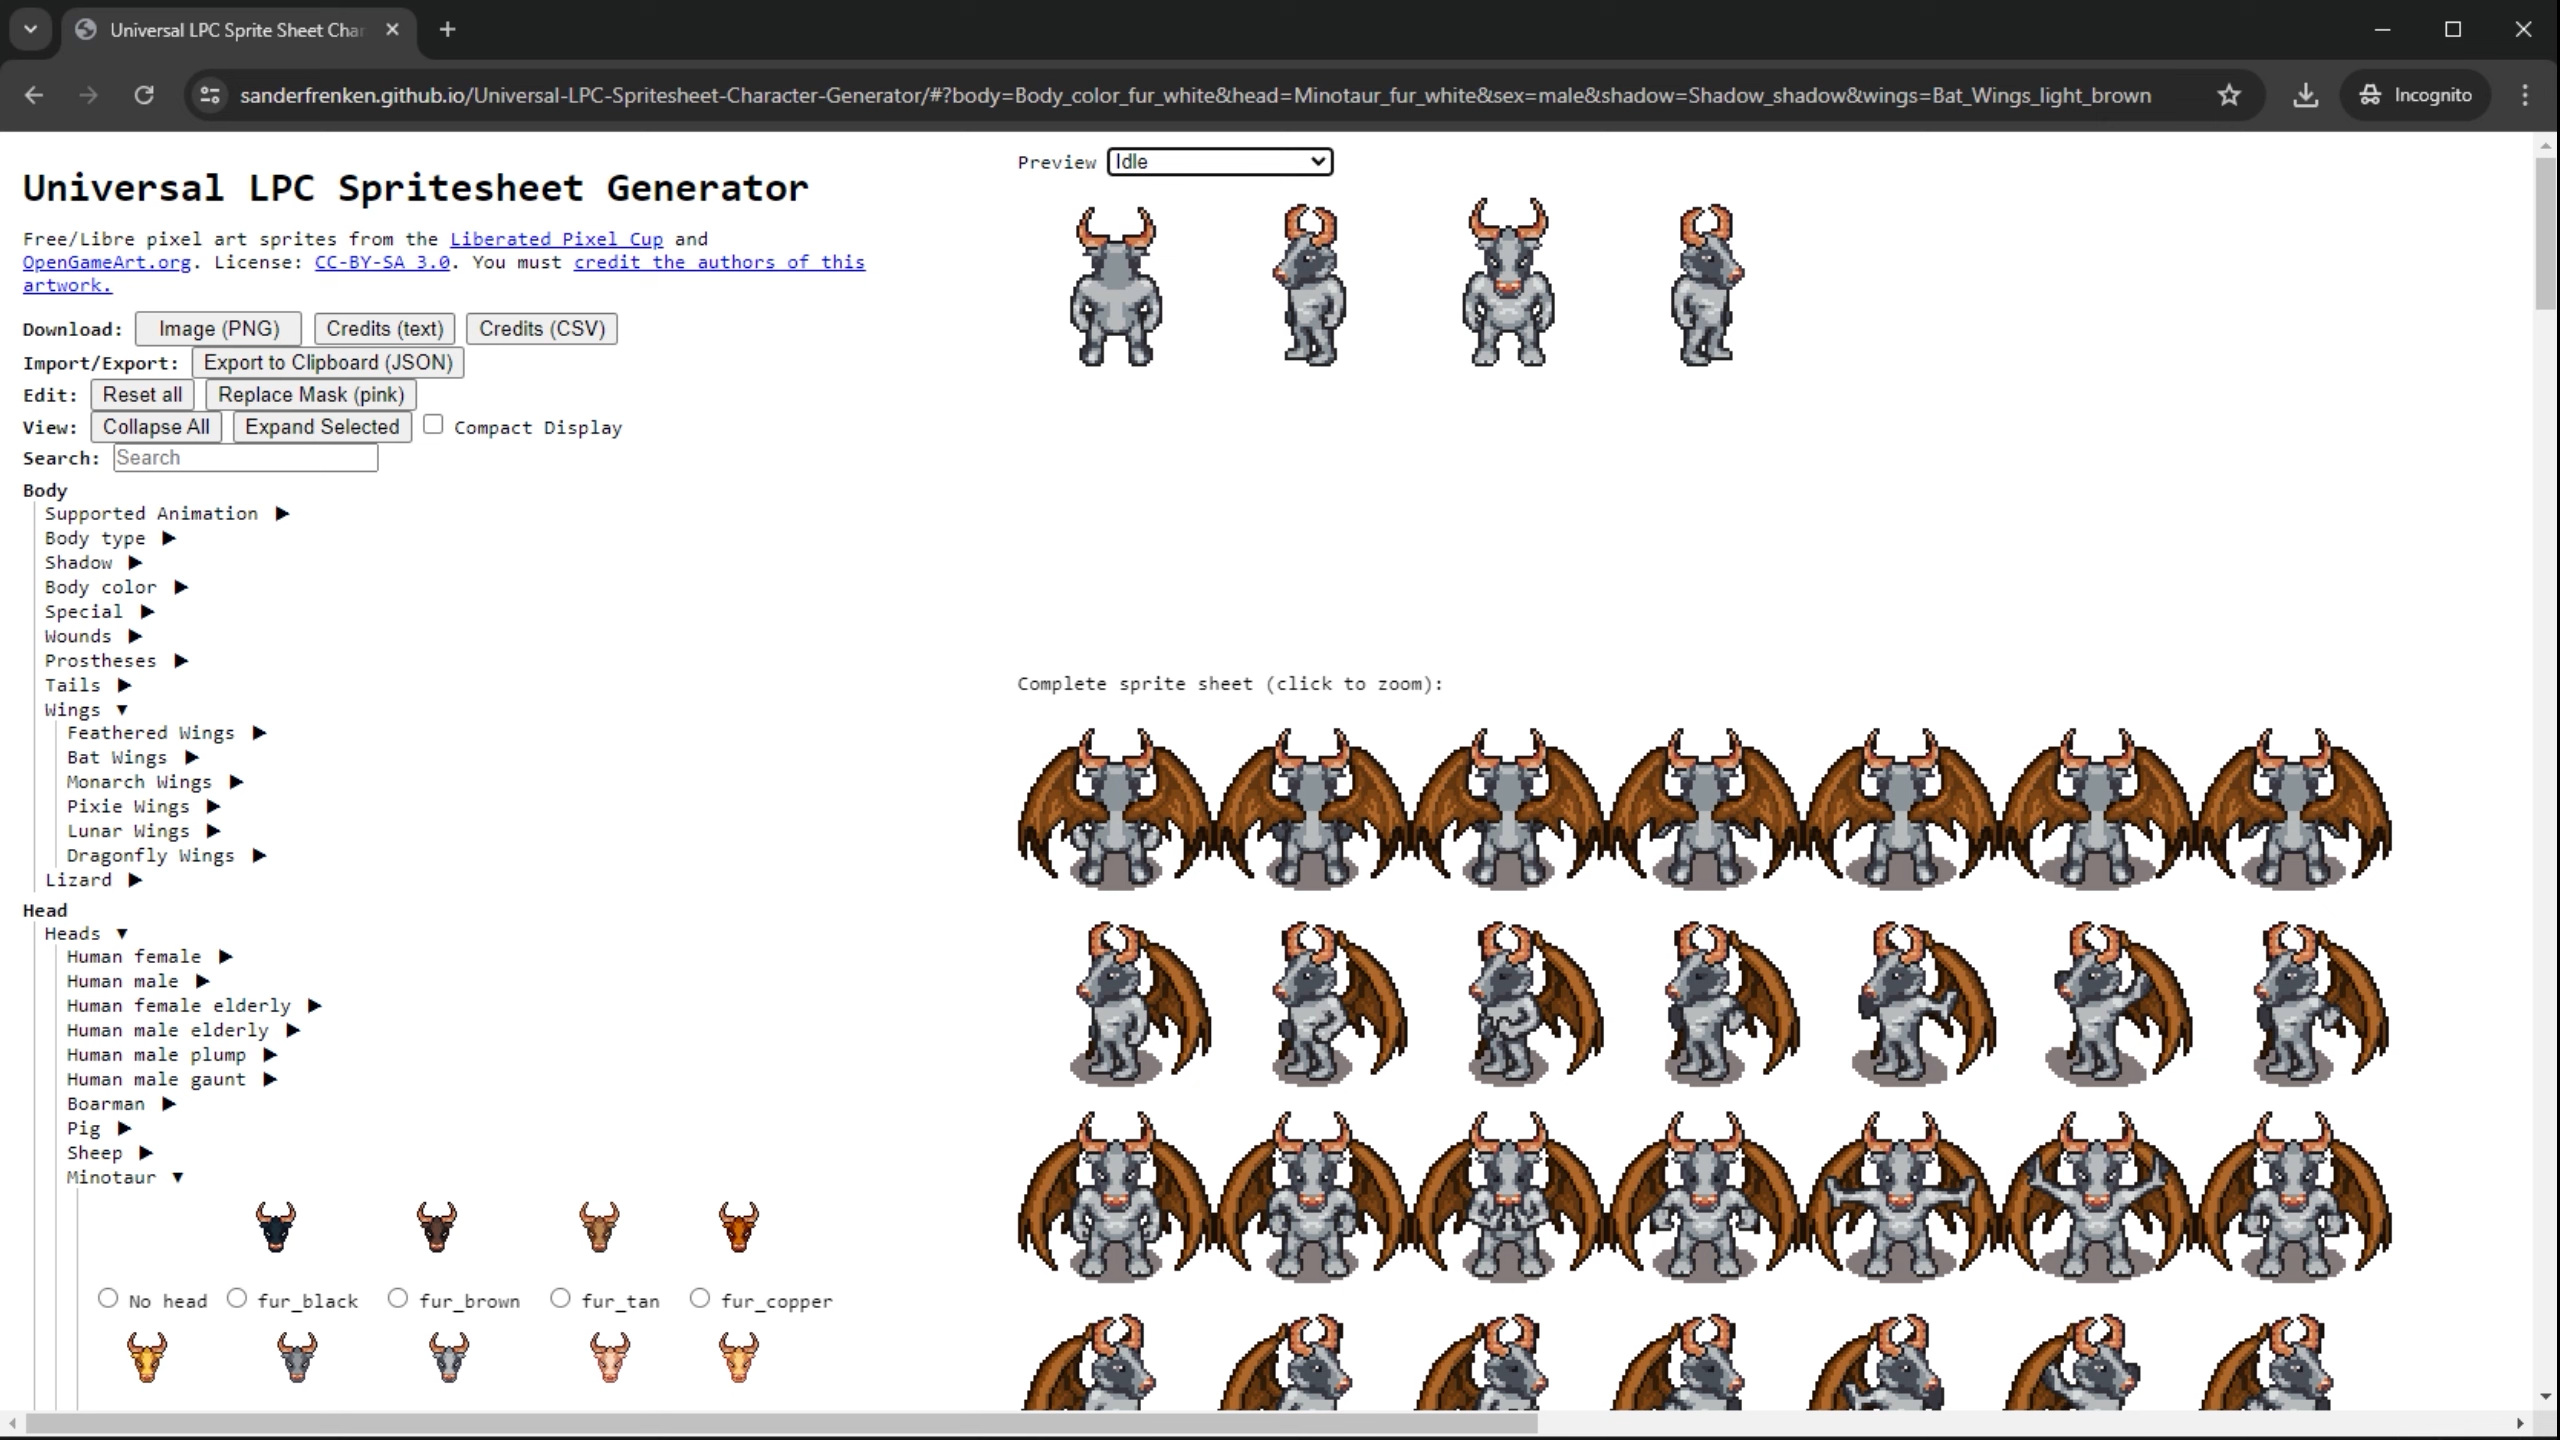 Universal LPC Sprite Sheet Char
sanderfrenken.github.io/Universal-LPC-Spritesheet-Character-Generator/#?body=Body_color_fur_white&head=Minotaur_fur_white&sex=male&shadow=Shadow_shadow&wings=Bat_Wings_light_brown
Incognito
Universal LPC Spritesheet Generator
Free/Libre pixel art sprites from the Liberated Pixel Cup and
OpenGameArt.org. License: CC-BY-SA 3.0. You must credit the authors of this
artwork.
Download: Image (PNG) Credits (text) Credits (CSV)
Import/Export: Export to Clipboard (JSON)
Edit: Reset all Replace Mask (pink)
View: Collapse All Expand Selected Compact Display
Search: Search
Body
Supported Animation
Body type
Shadow
Body color
Special
Wounds
Prostheses
Tails
Wings
Feathered Wings
Bat Wings
Monarch Wings
Pixie Wings
Lunar Wings
Dragonfly Wings
Lizard
Head
Heads
Human female
Human male
Human female elderly
Human male elderly
Human male plump
Human male gaunt
Boarman
Pig
Sheep
Minotaur
No head fur_black fur_brown fur_tan fur_copper
Preview Idle
Complete sprite sheet (click to zoom):